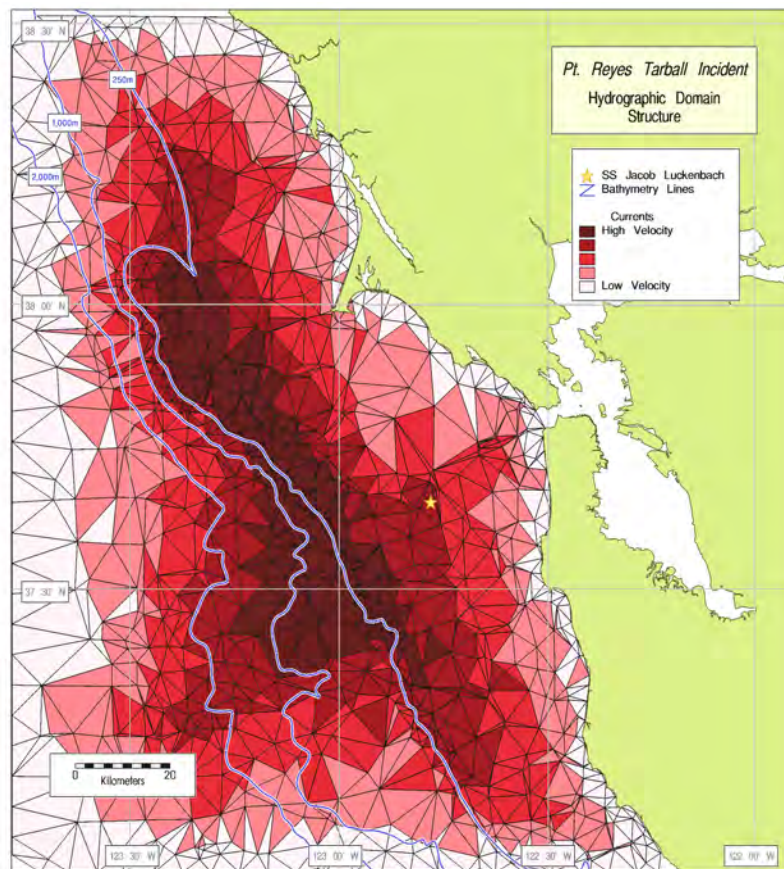 38 30 N
250m
1,000m
2,000m
Pt. Reyes Tarball Incident
Hydrographic Domain
Structure
SS Jacob Luckenbach
Bathymetry Lines
Currents
High Velocity
Low Velocity
38 00 N
37 30 N
0 20
Kilometers
123 30 W
123 00 W
122 30 W
122 00 W